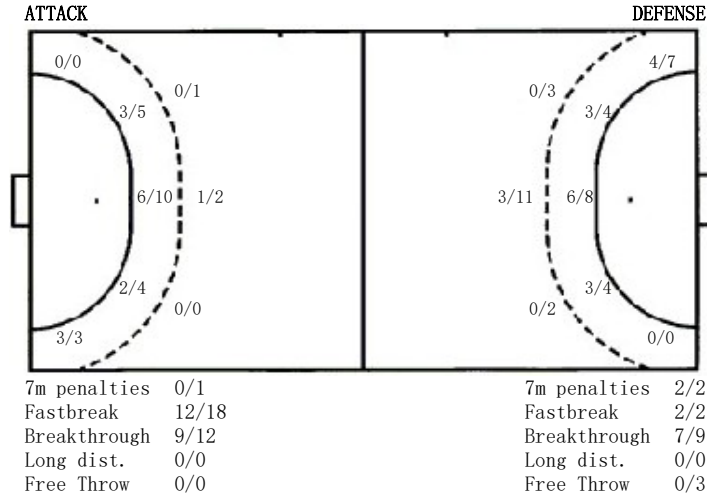 ATTACK DEFENSE
0/0 4/7
0/1 0/3
3/5 3/4
6/10 1/2 3/11 6/8
2/4 3/4
0/0 0/2
3/3 0/0
7m penalties 0/1 7m penalties 2/2
Fastbreak 12/18 Fastbreak 2/2
Breakthrough 9/12 Breakthrough 7/9
Long dist. 0/0 Long dist. 0/0
Free Throw 0/0 Free Throw 0/3